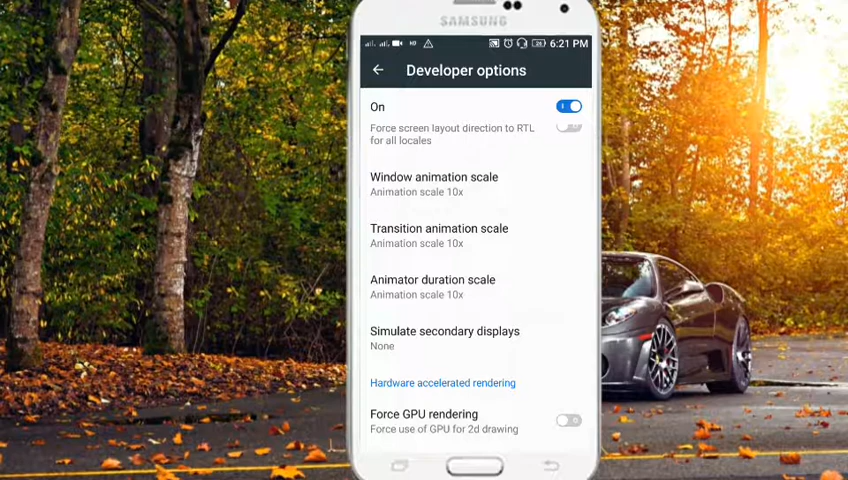 SAMSUNG
HD 26 6:21 PM
Developer options
On
Force screen layout direction to RTL
for all locales
Window animation scale
Animation scale 10x
Transition animation scale
Animation scale 10x
Animator duration scale
Animation scale 10x
Simulate secondary displays
None
Hardware accelerated rendering
Force GPU rendering
Force use of GPU for 2d drawing